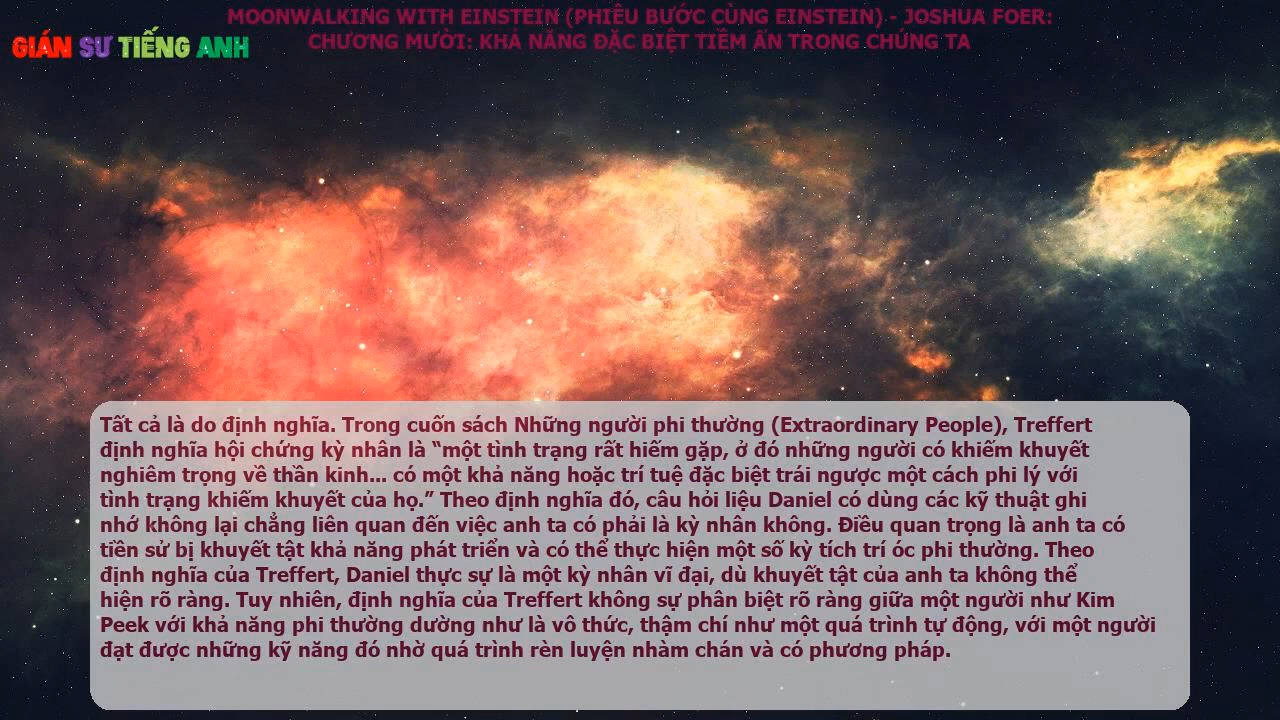 MOONWALKING WITH EINSTEIN (PHIÊU BƯỚC CÙNG EINSTEIN) - JOSHUA FOER:
CHƯƠNG MƯỜI: KHẢ NĂNG ĐẶC BIỆT TIỀM ẨN TRONG CHÚNG TA
GIÁN SƯ TIẾNG ANH
Tất cả là do định nghĩa. Trong cuốn sách Những người phi thường (Extraordinary People), Treffert
định nghĩa hội chứng kỳ nhân là “một tình trạng rất hiếm gặp, ở đó những người có khiếm khuyết
nghiêm trọng về thần kinh... có một khả năng hoặc trí tuệ đặc biệt trái ngược một cách phi lý với
tình trạng khiếm khuyết của họ.” Theo định nghĩa đó, câu hỏi liệu Daniel có dùng các kỹ thuật ghi
nhớ không lại chẳng liên quan đến việc anh ta có phải là kỳ nhân không. Điều quan trọng là anh ta có
tiền sử bị khuyết tật khả năng phát triển và có thể thực hiện một số kỳ tích trí óc phi thường. Theo
định nghĩa của Treffert, Daniel thực sự là một kỳ nhân vĩ đại, dù khuyết tật của anh ta không thể
hiện rõ ràng. Tuy nhiên, định nghĩa của Treffert không sự phân biệt rõ ràng giữa một người như Kim
Peek với khả năng phi thường dường như là vô thức, thậm chí như một quá trình tự động, với một người
đạt được những kỹ năng đó nhờ quá trình rèn luyện nhàm chán và có phương pháp.